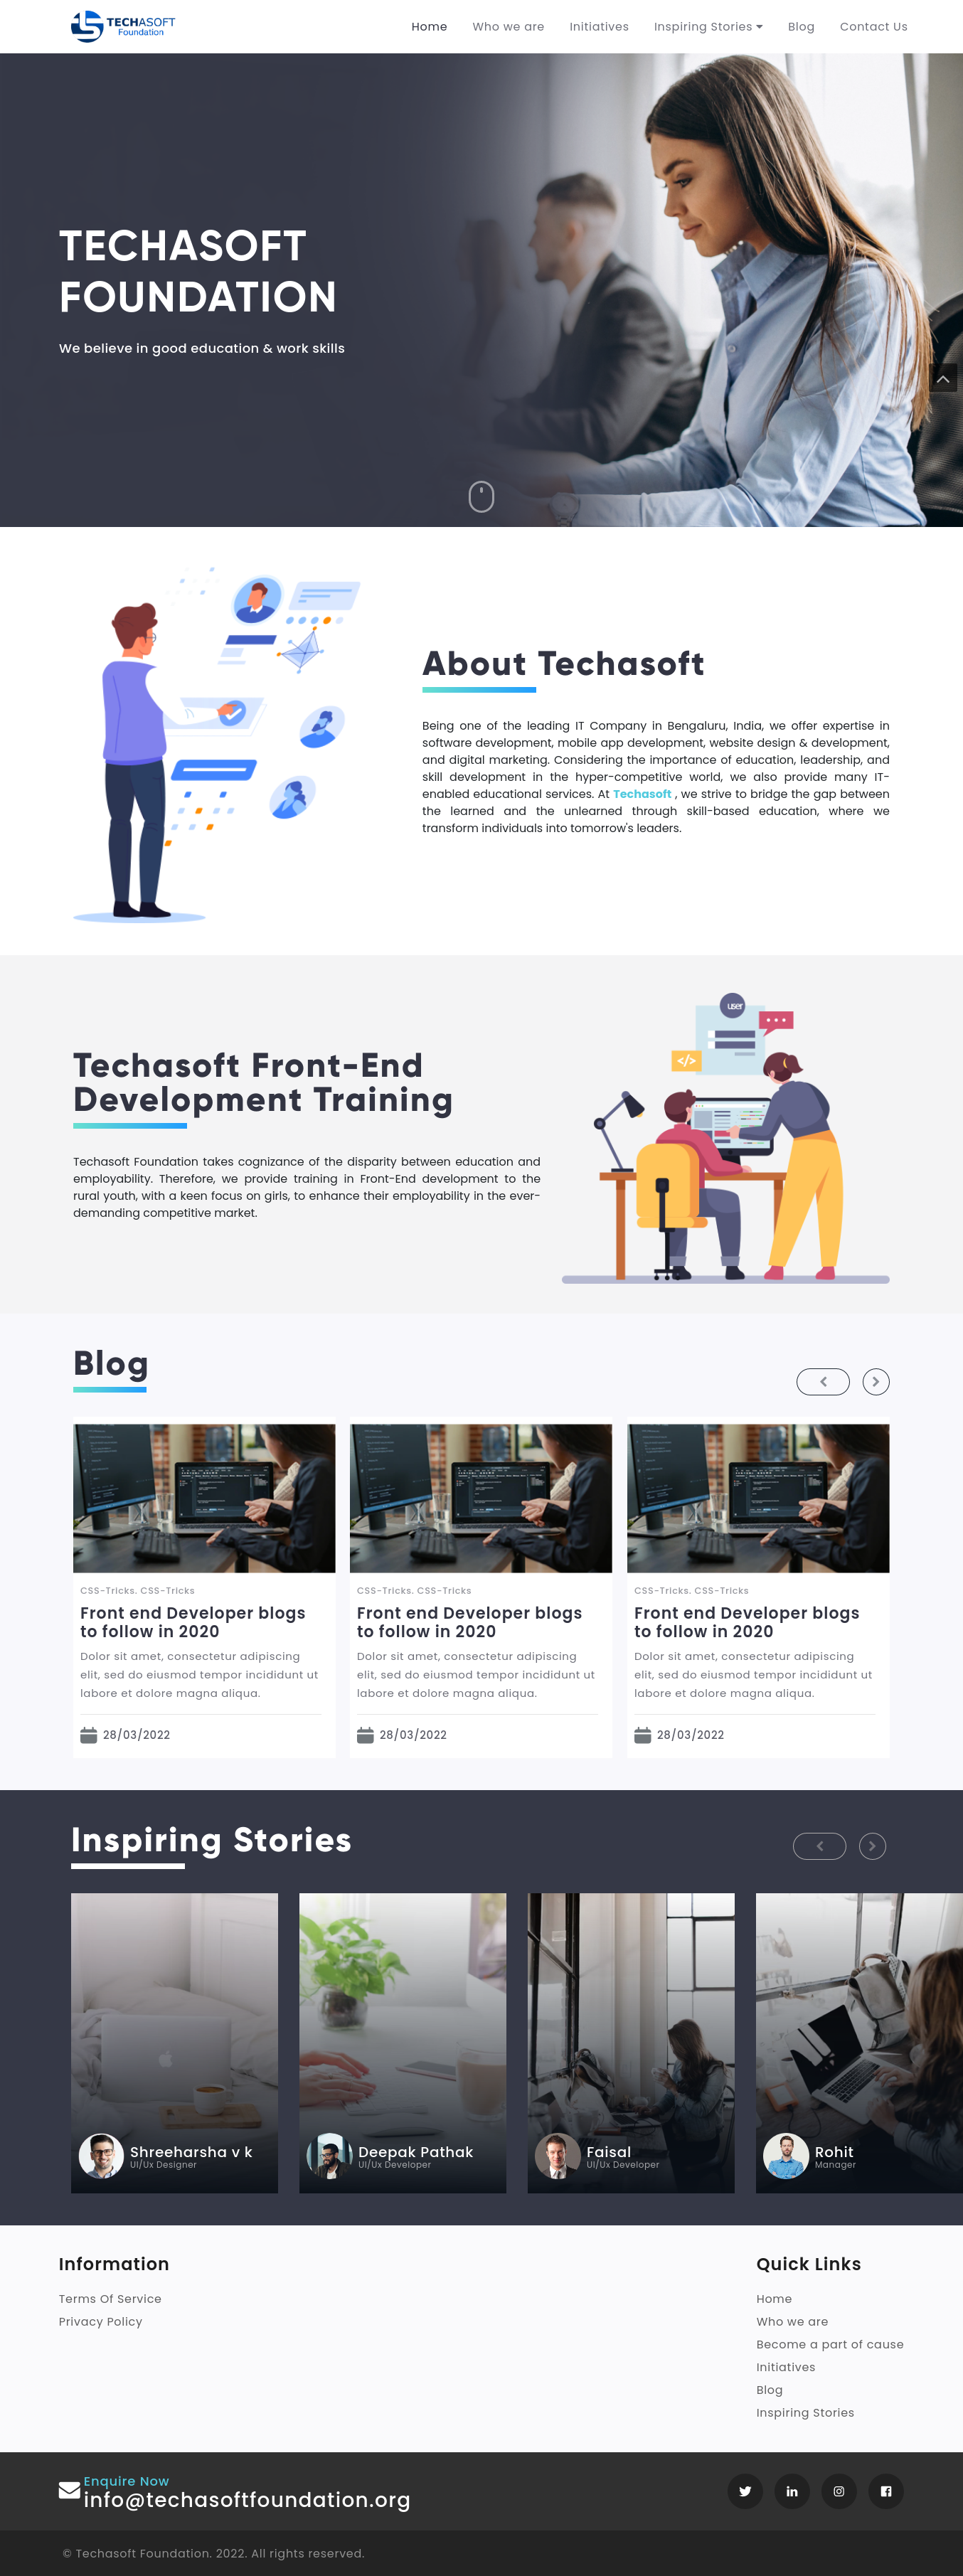 TECHASOFT
Foundation
Home Who we are Initiatives Inspiring Stories Blog Contact Us
TECHASOFT
FOUNDATION
We believe in good education & work skills
About Techasoft
Being one of the leading IT Company in Bengaluru, India, we offer expertise in
software development, mobile app development, website design & development,
and digital marketing. Considering the importance of education, leadership, and
skill development in the hyper-competitive world, we also provide many IT-
enabled educational services. At Techasoft , we strive to bridge the gap between
the learned and the unlearned through skill-based education, where we
transform individuals into tomorrow's leaders.
user
</>
Techasoft Front-End
Development Training
Techasoft Foundation takes cognizance of the disparity between education and
employability. Therefore, we provide training in Front-End development to the
rural youth, with a keen focus on girls, to enhance their employability in the ever-
demanding competitive market.
Blog
CSS-Tricks. CSS-Tricks
Front end Developer blogs
to follow in 2020
Dolor sit amet, consectetur adipiscing
elit, sed do eiusmod tempor incididunt ut
labore et dolore magna aliqua.
28/03/2022
CSS-Tricks. CSS-Tricks
Front end Developer blogs
to follow in 2020
Dolor sit amet, consectetur adipiscing
elit, sed do eiusmod tempor incididunt ut
labore et dolore magna aliqua.
28/03/2022
CSS-Tricks. CSS-Tricks
Front end Developer blogs
to follow in 2020
Dolor sit amet, consectetur adipiscing
elit, sed do eiusmod tempor incididunt ut
labore et dolore magna aliqua.
28/03/2022
Inspiring Stories
Shreeharsha v k
UI/Ux Designer
Deepak Pathak
UI/Ux Developer
Faisal
UI/Ux Developer
Rohit
Manager
Information
Terms Of Service
Privacy Policy
Quick Links
Home
Who we are
Become a part of cause
Initiatives
Blog
Inspiring Stories
Enquire Now
info@techasoftfoundation.org
© Techasoft Foundation. 2022. All rights reserved.